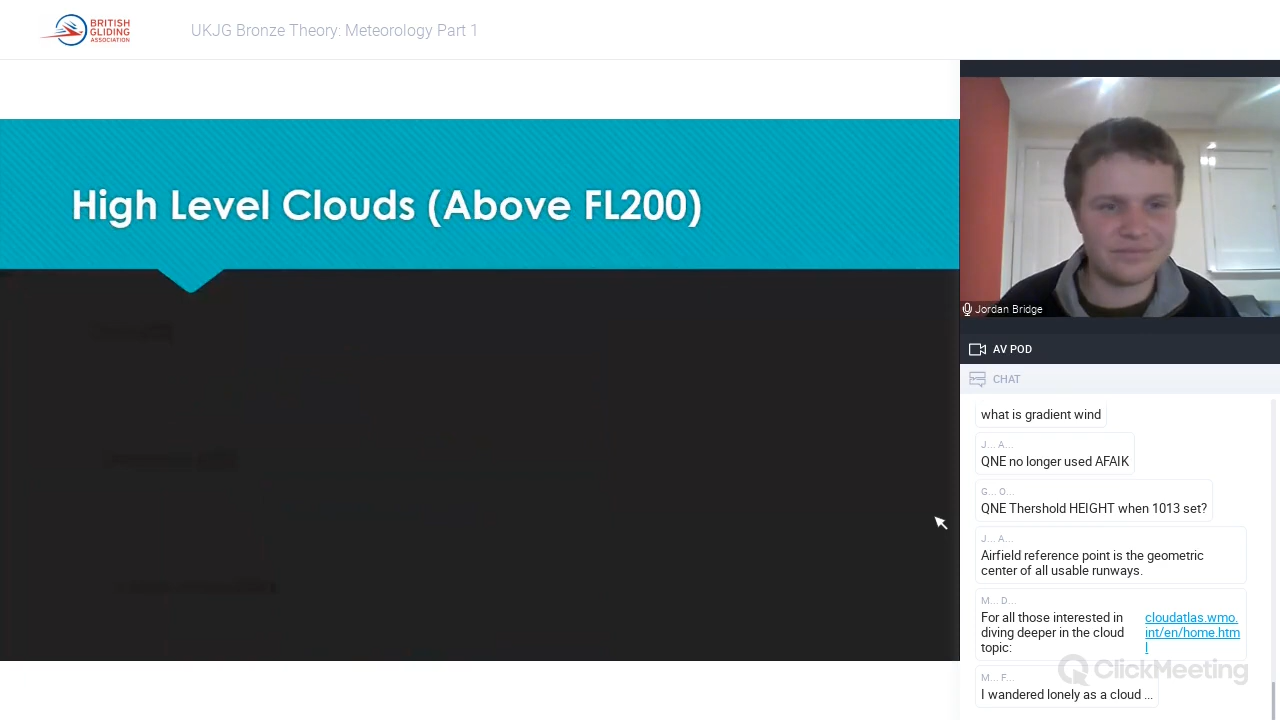 BRITISH
GLIDING
ASSOCIATION
UKJG Bronze Theory: Meteorology Part 1
High Level Clouds (Above FL200)
Jordan Bridge
AV POD
CHAT
what is gradient wind
J... A...
QNE no longer used AFAIK
G... O...
QNE Thershold HEIGHT when 1013 set?
J... A...
Airfield reference point is the geometric
center of all usable runways.
M... D...
For all those interested in
diving deeper in the cloud
topic:
cloudatlas.wmo.
int/en/home.htm
l
M... F...
I wandered lonely as a cloud ...
ClickMeeting